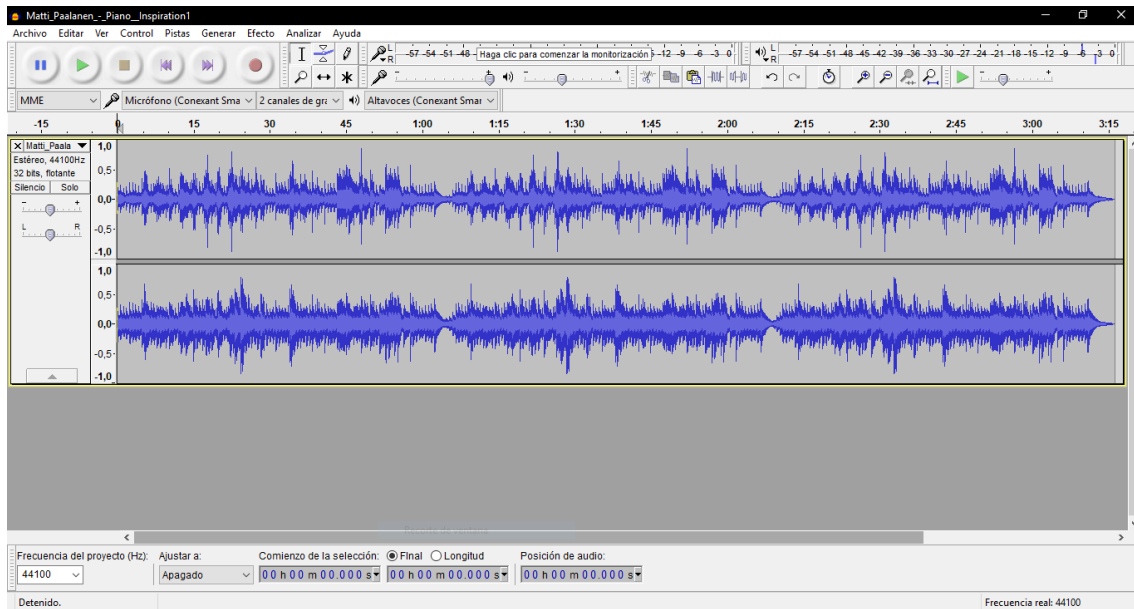 Matti_Paalanen_-_Piano__Inspiration1
Archivo Editar Ver Control Pistas Generar Efecto Analizar Ayuda
L R -57 -54 -51 -48 Haga clic para comenzar la monitorización -12 -9 -6 -3 0
L R -57 -54 -51 -48 -45 -42 -39 -36 -33 -30 -27 -24 -21 -18 -15 -12 -9 -6 -3 0
MME Micrófono (Conexant Sma 2 canales de gra Altavoces (Conexant Smar
-15 0 15 30 45 1:00 1:15 1:30 1:45 2:00 2:15 2:30 2:45 3:00 3:15
X Matti_Paala
Estéreo, 44100Hz
32 bits, flotante
Silencio Solo
- +
L R
1,0
0,5
0,0
-0,5
-1,0
1,0
0,5
0,0
-0,5
-1,0
Recorte de ventana
Frecuencia del proyecto (Hz): Ajustar a: Comienzo de la selección: FInal Longitud Posición de audio:
44100 Apagado 00 h 00 m 00.000 s 00 h 00 m 00.000 s 00 h 00 m 00.000 s
Detenido. Frecuencia real: 44100